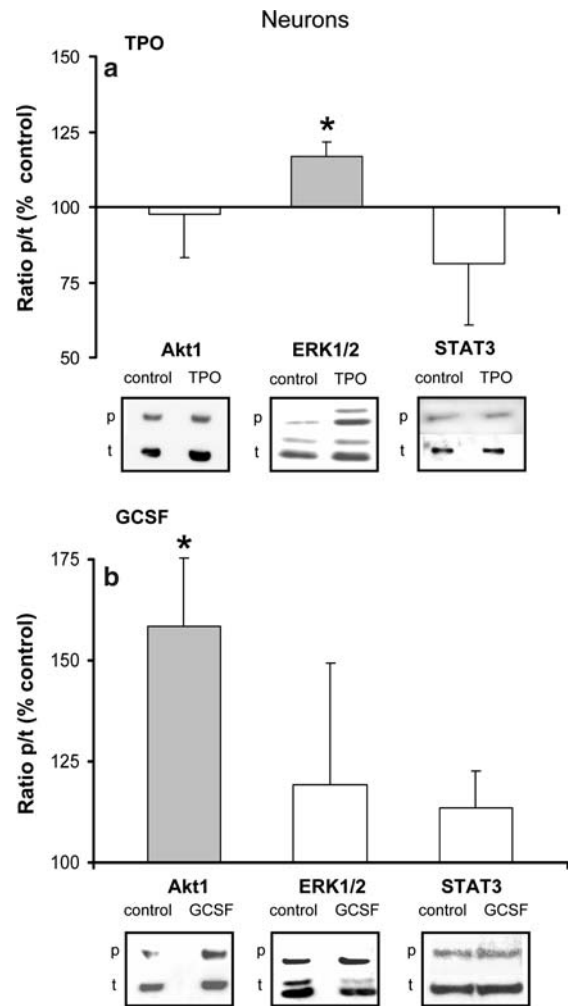 Neurons
TPO
a
Ratio p/t (% control)
150
125
100
75
50
*
Akt1 ERK1/2 STAT3
control TPO control TPO control TPO
p p p
t t t
GCSF
b
Ratio p/t (% control)
175
150
125
100
*
Akt1 ERK1/2 STAT3
control GCSF control GCSF control GCSF
p p p
t t t